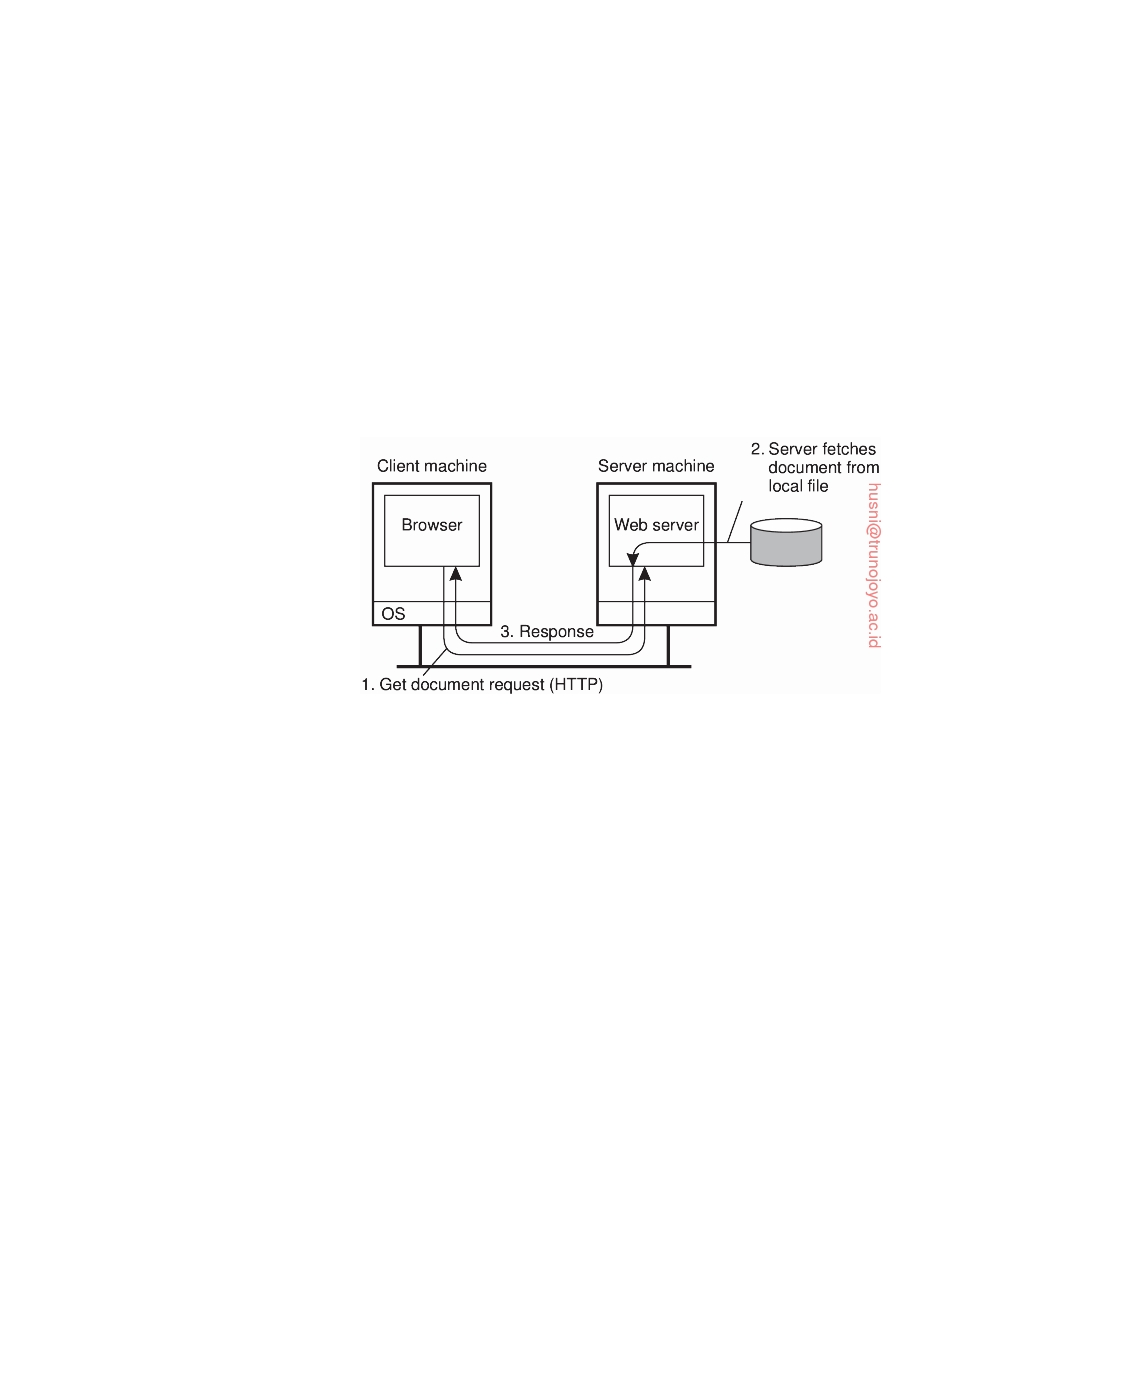 2. Server fetches
document from
local file
Client machine
Server machine
Browser
Web server
OS
3. Response
1. Get document request (HTTP)
husni@trunojoyo.ac.id